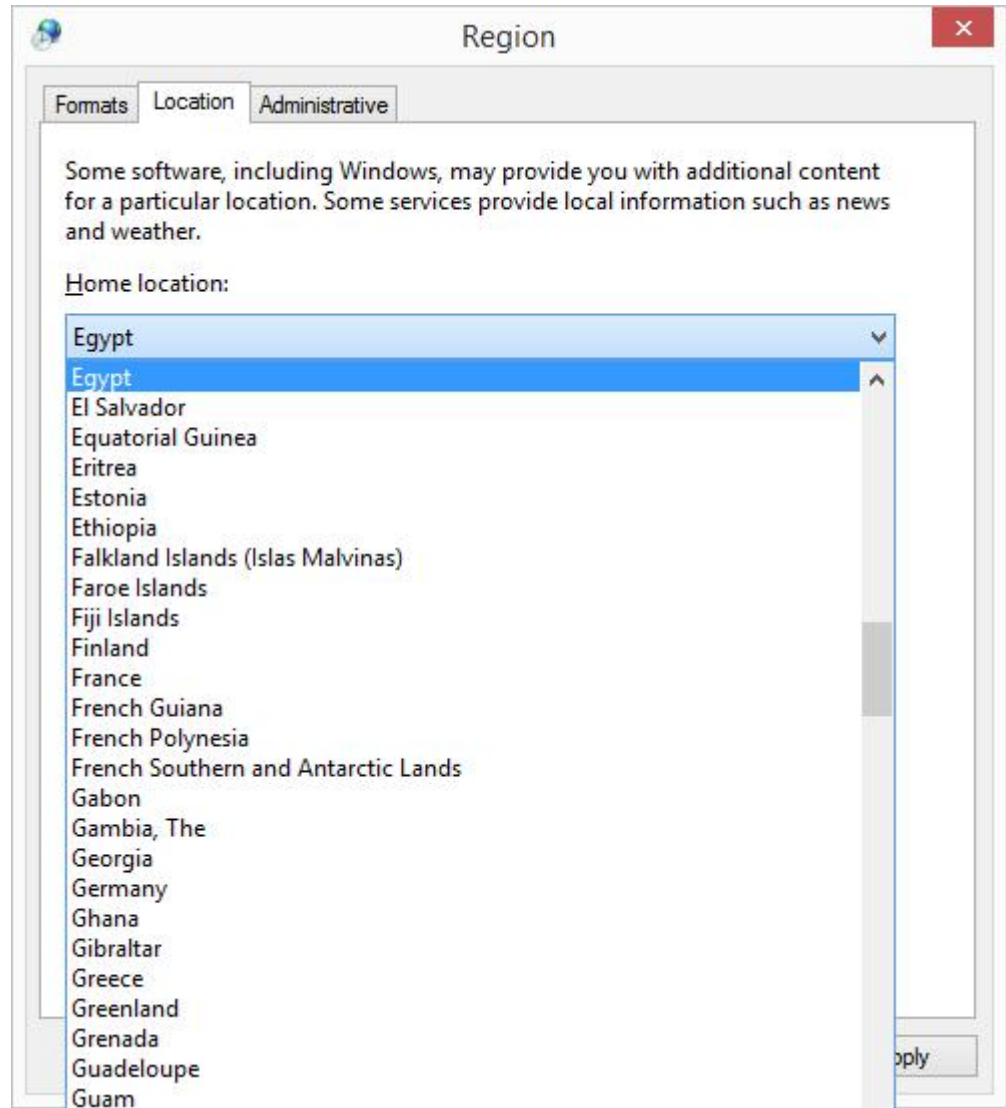 Region
Formats
Location
Administrative
Some software, including Windows, may provide you with additional content
for a particular location. Some services provide local information such as news
and weather.
Home location:
Egypt
Egypt
El Salvador
Equatorial Guinea
Eritrea
Estonia
Ethiopia
Falkland Islands (Islas Malvinas)
Faroe Islands
Fiji Islands
Finland
France
French Guiana
French Polynesia
French Southern and Antarctic Lands
Gabon
Gambia, The
Georgia
Germany
Ghana
Gibraltar
Greece
Greenland
Grenada
Guadeloupe
Guam